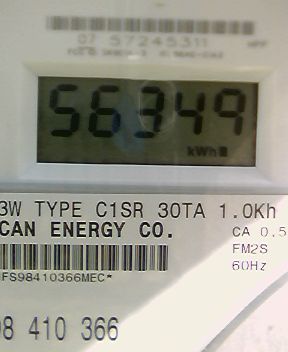 07 57245311
56349
kWh
3W TYPE C1SR 30TA 1.0Kh
CAN ENERGY CO.
CA 0.5
FM2S
60Hz
FS98410366MEC*
98 410 366